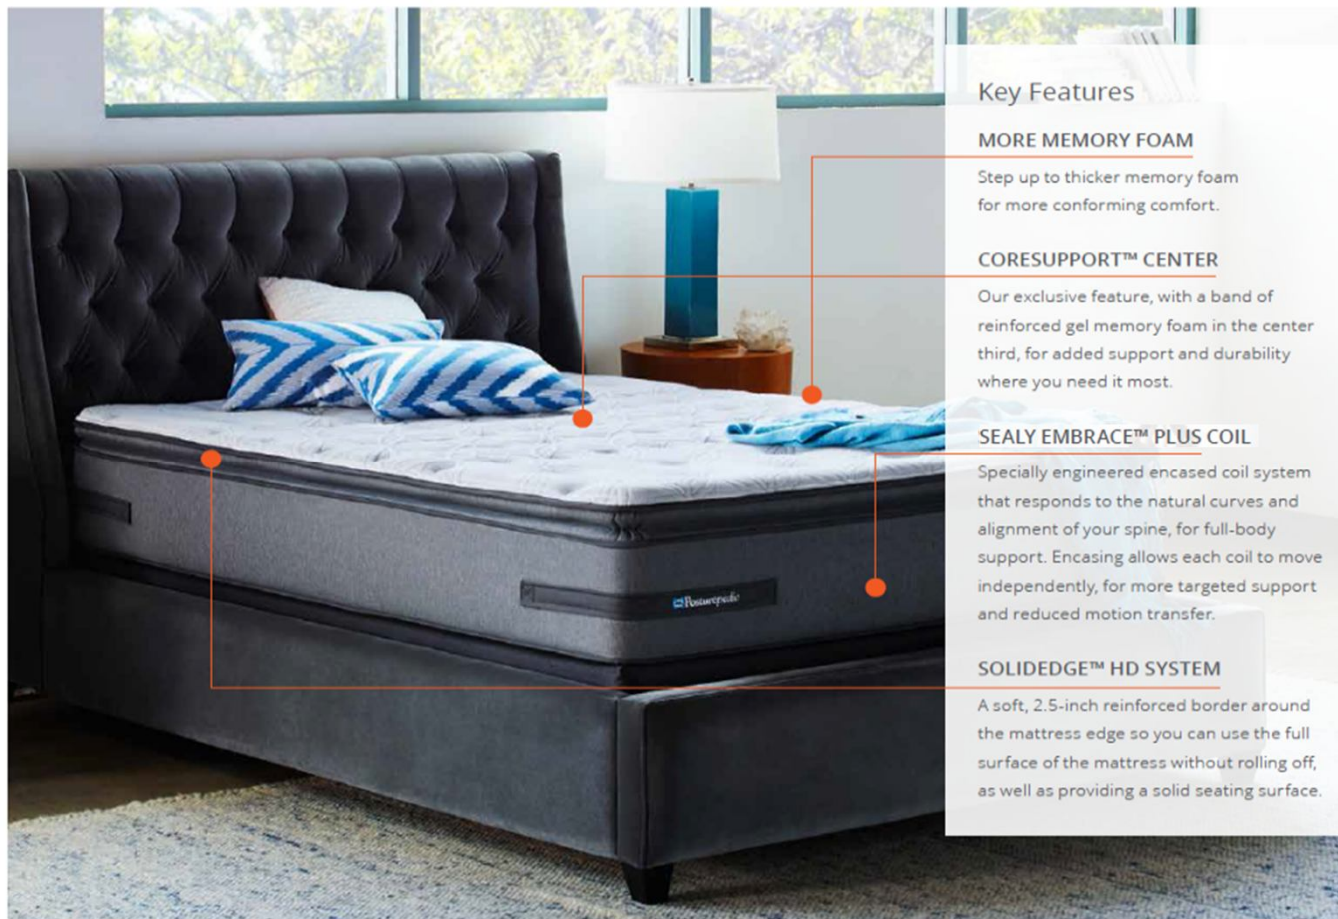 Key Features
MORE MEMORY FOAM
Step up to thicker memory foam
for more conforming comfort.
CORESUPPORT™ CENTER
Our exclusive feature, with a band of
reinforced gel memory foam in the center
third, for added support and durability
where you need it most.
SEALY EMBRACE™ PLUS COIL
Specially engineered encased coil system
that responds to the natural curves and
alignment of your spine, for full-body
support. Encasing allows each coil to move
independently, for more targeted support
and reduced motion transfer.
SOLIDEDGE™ HD SYSTEM
A soft, 2.5-inch reinforced border around
the mattress edge so you can use the full
surface of the mattress without rolling off,
as well as providing a solid seating surface.
Posturepedic